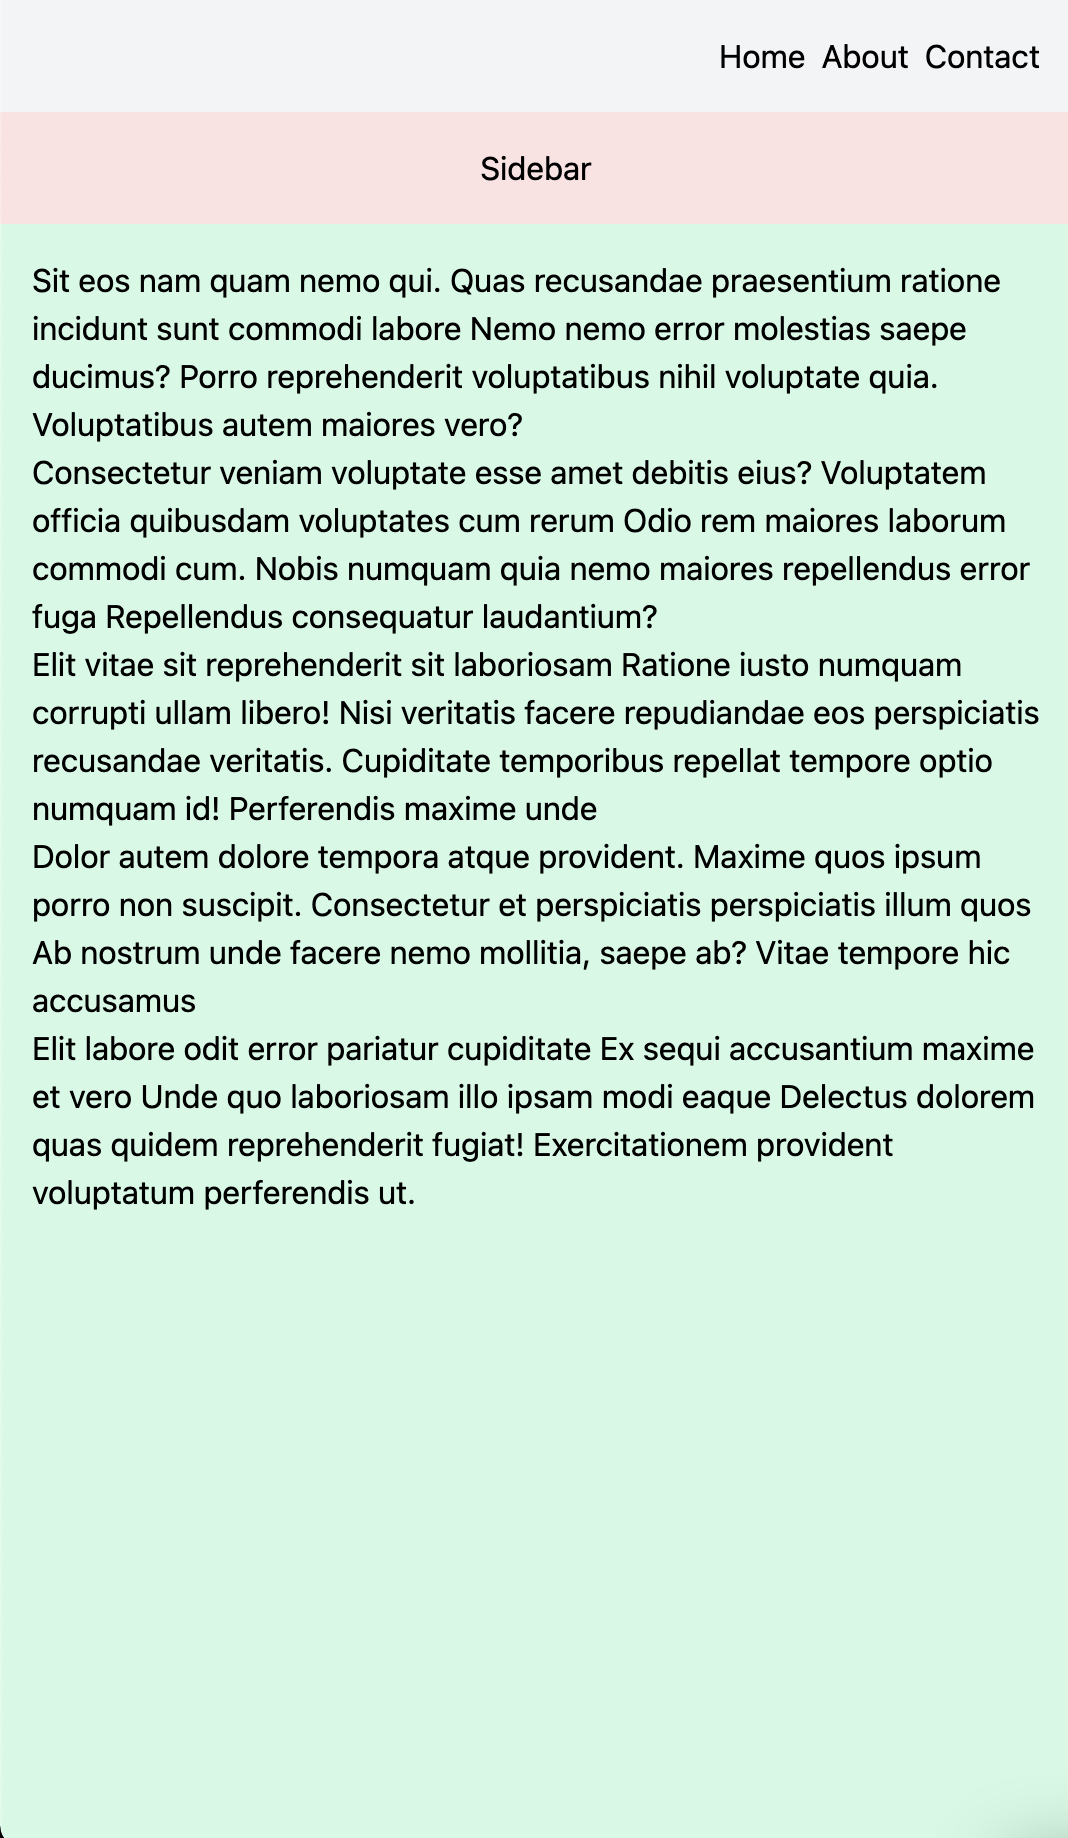 Home About Contact
Sidebar
Sit eos nam quam nemo qui. Quas recusandae praesentium ratione
incidunt sunt commodi labore Nemo nemo error molestias saepe
ducimus? Porro reprehenderit voluptatibus nihil voluptate quia.
Voluptatibus autem maiores vero?
Consectetur veniam voluptate esse amet debitis eius? Voluptatem
officia quibusdam voluptates cum rerum Odio rem maiores laborum
commodi cum. Nobis numquam quia nemo maiores repellendus error
fuga Repellendus consequatur laudantium?
Elit vitae sit reprehenderit sit laboriosam Ratione iusto numquam
corrupti ullam libero! Nisi veritatis facere repudiandae eos perspiciatis
recusandae veritatis. Cupiditate temporibus repellat tempore optio
numquam id! Perferendis maxime unde
Dolor autem dolore tempora atque provident. Maxime quos ipsum
porro non suscipit. Consectetur et perspiciatis perspiciatis illum quos
Ab nostrum unde facere nemo mollitia, saepe ab? Vitae tempore hic
accusamus
Elit labore odit error pariatur cupiditate Ex sequi accusantium maxime
et vero Unde quo laboriosam illo ipsam modi eaque Delectus dolorem
quas quidem reprehenderit fugiat! Exercitationem provident
voluptatum perferendis ut.